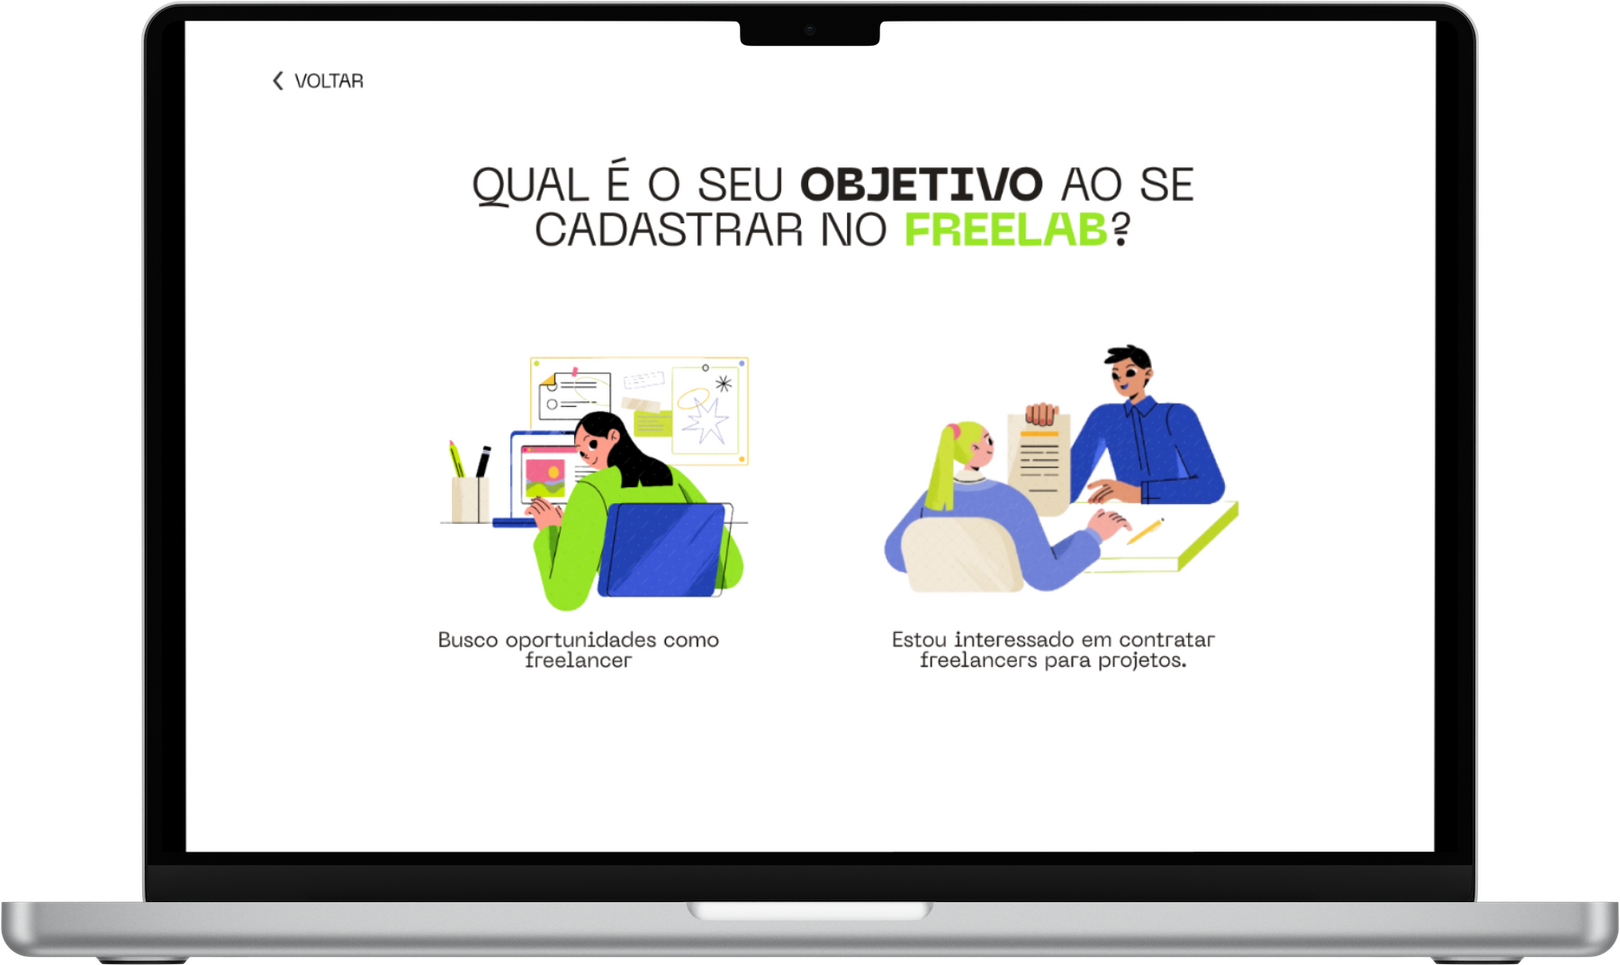 VOLTAR
QUAL É O SEU OBJETIVO AO SE
CADASTRAR NO FREELAB?
Busco oportunidades como
freelancer
Estou interessado em contratar
freelancers para projetos.